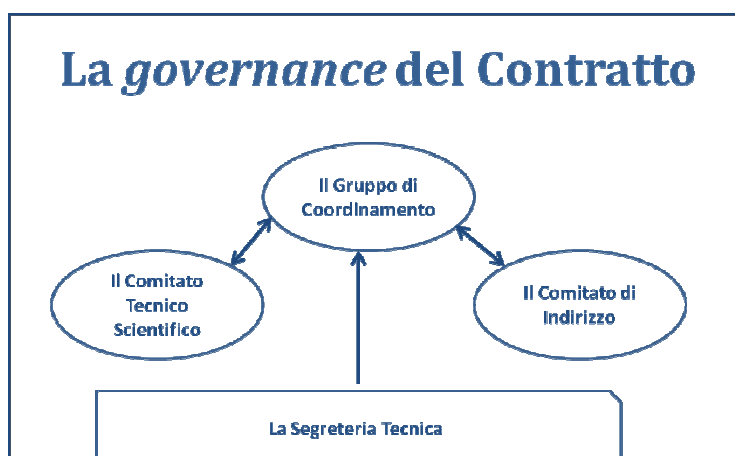 La governance del Contratto
Il Gruppo di
Coordinamento
Il Comitato
Tecnico
Scientifico
Il Comitato di
Indirizzo
La Segreteria Tecnica